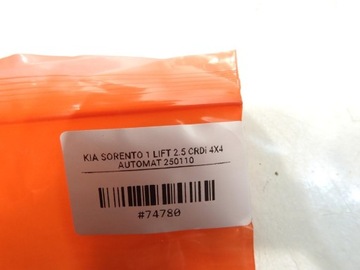 KIA SORENTO 1 LIFT 2.5 CRDi 4X4
AUTOMAT 250110
#74780